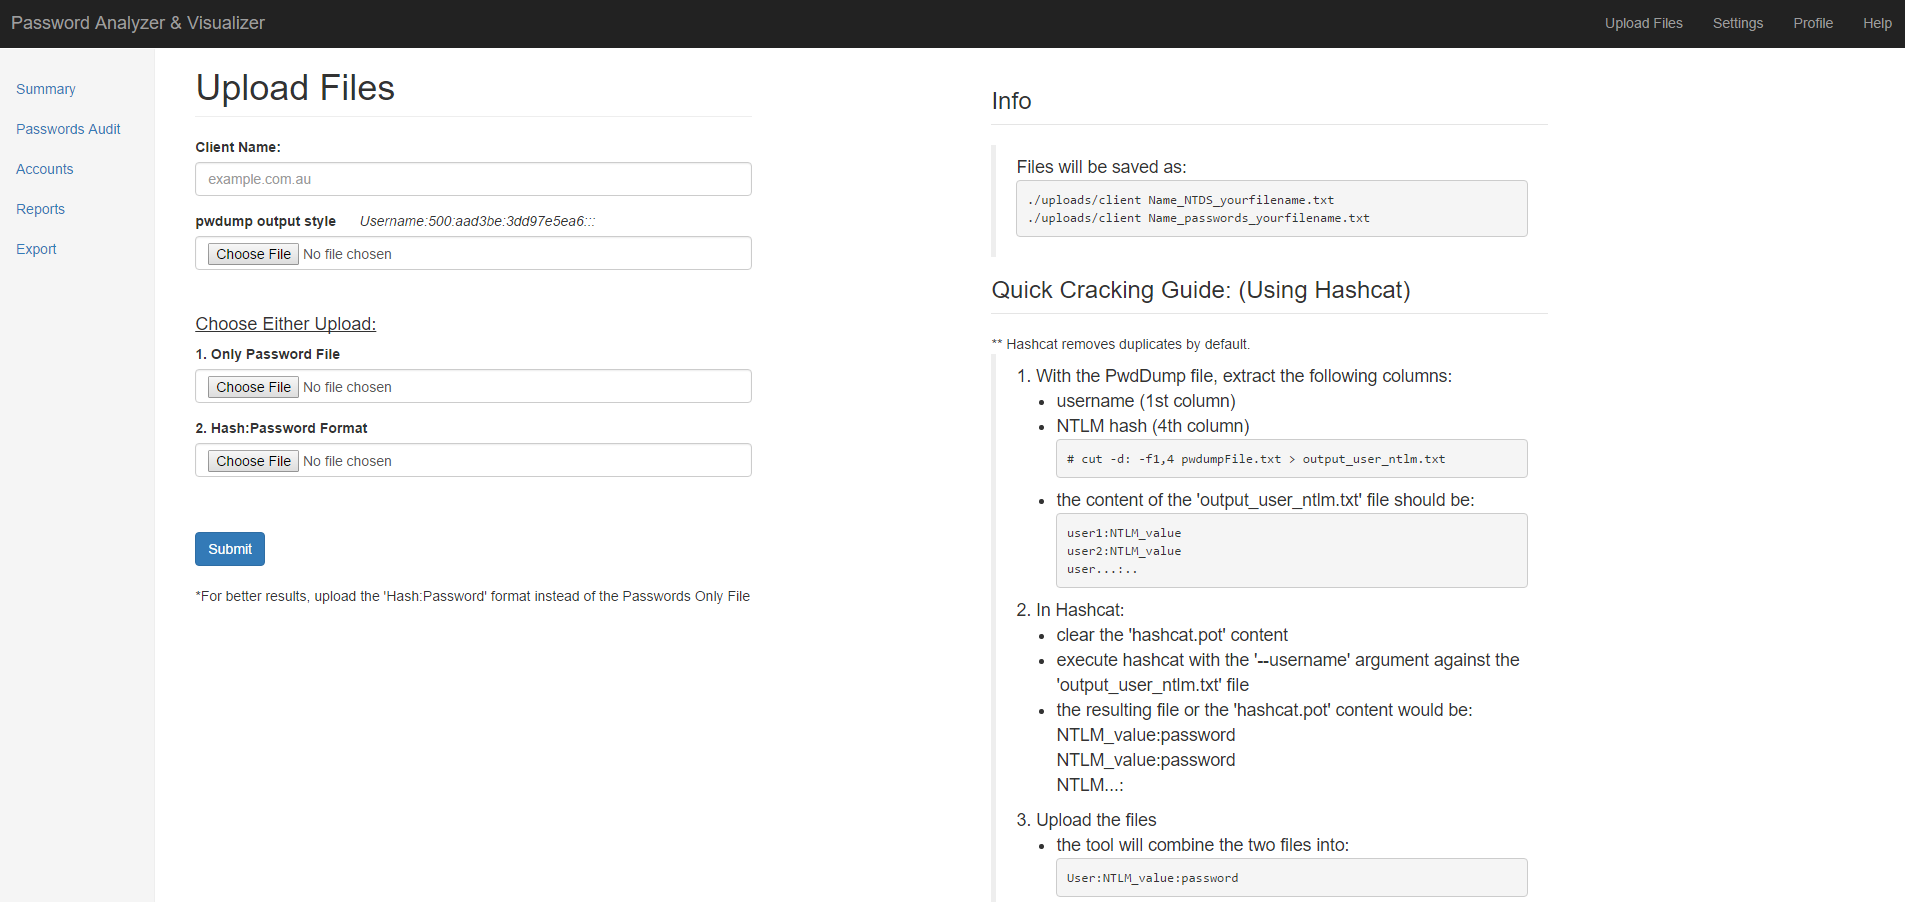 Password Analyzer & Visualizer
Upload Files
Settings
Profile
Help
Summary
Passwords Audit
Accounts
Reports
Export
Upload Files
Client Name:
example.com.au
pwdump output style Username:500:aad3be:3dd97e5ea6:::
Choose File No file chosen
Choose Either Upload:
1. Only Password File
Choose File No file chosen
2. Hash:Password Format
Choose File No file chosen
Submit
*For better results, upload the 'Hash:Password' format instead of the Passwords Only File
Info
Files will be saved as:
./uploads/client Name_NTDS_yourfilename.txt
./uploads/client Name_passwords_yourfilename.txt
Quick Cracking Guide: (Using Hashcat)
** Hashcat removes duplicates by default.
1. With the PwdDump file, extract the following columns:
• username (1st column)
• NTLM hash (4th column)
# cut -d: -f1,4 pwdumpFile.txt > output_user_ntlm.txt
• the content of the 'output_user_ntlm.txt' file should be:
user1:NTLM_value
user2:NTLM_value
user...:..
2. In Hashcat:
• clear the 'hashcat.pot' content
• execute hashcat with the '--username' argument against the
'output_user_ntlm.txt' file
• the resulting file or the 'hashcat.pot' content would be:
NTLM_value:password
NTLM_value:password
NTLM...:
3. Upload the files
• the tool will combine the two files into:
User:NTLM_value:password